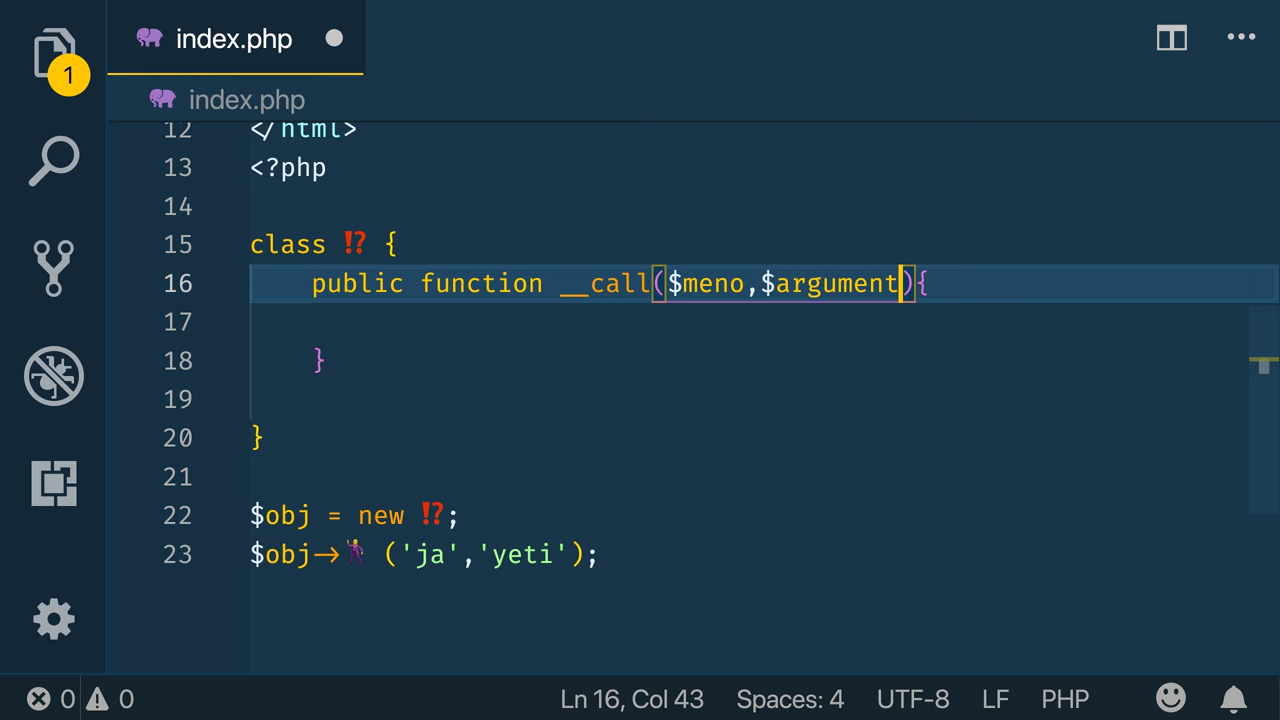 1
index.php
index.php
12 </html>
13 <?php
14
15 class ⁉️ {
16 public function __call($meno,$argument){
17
18 }
19
20 }
21
22 $obj = new ⁉️;
23 $obj->🕺 ('ja','yeti');
0 0 Ln 16, Col 43 Spaces: 4 UTF-8 LF PHP